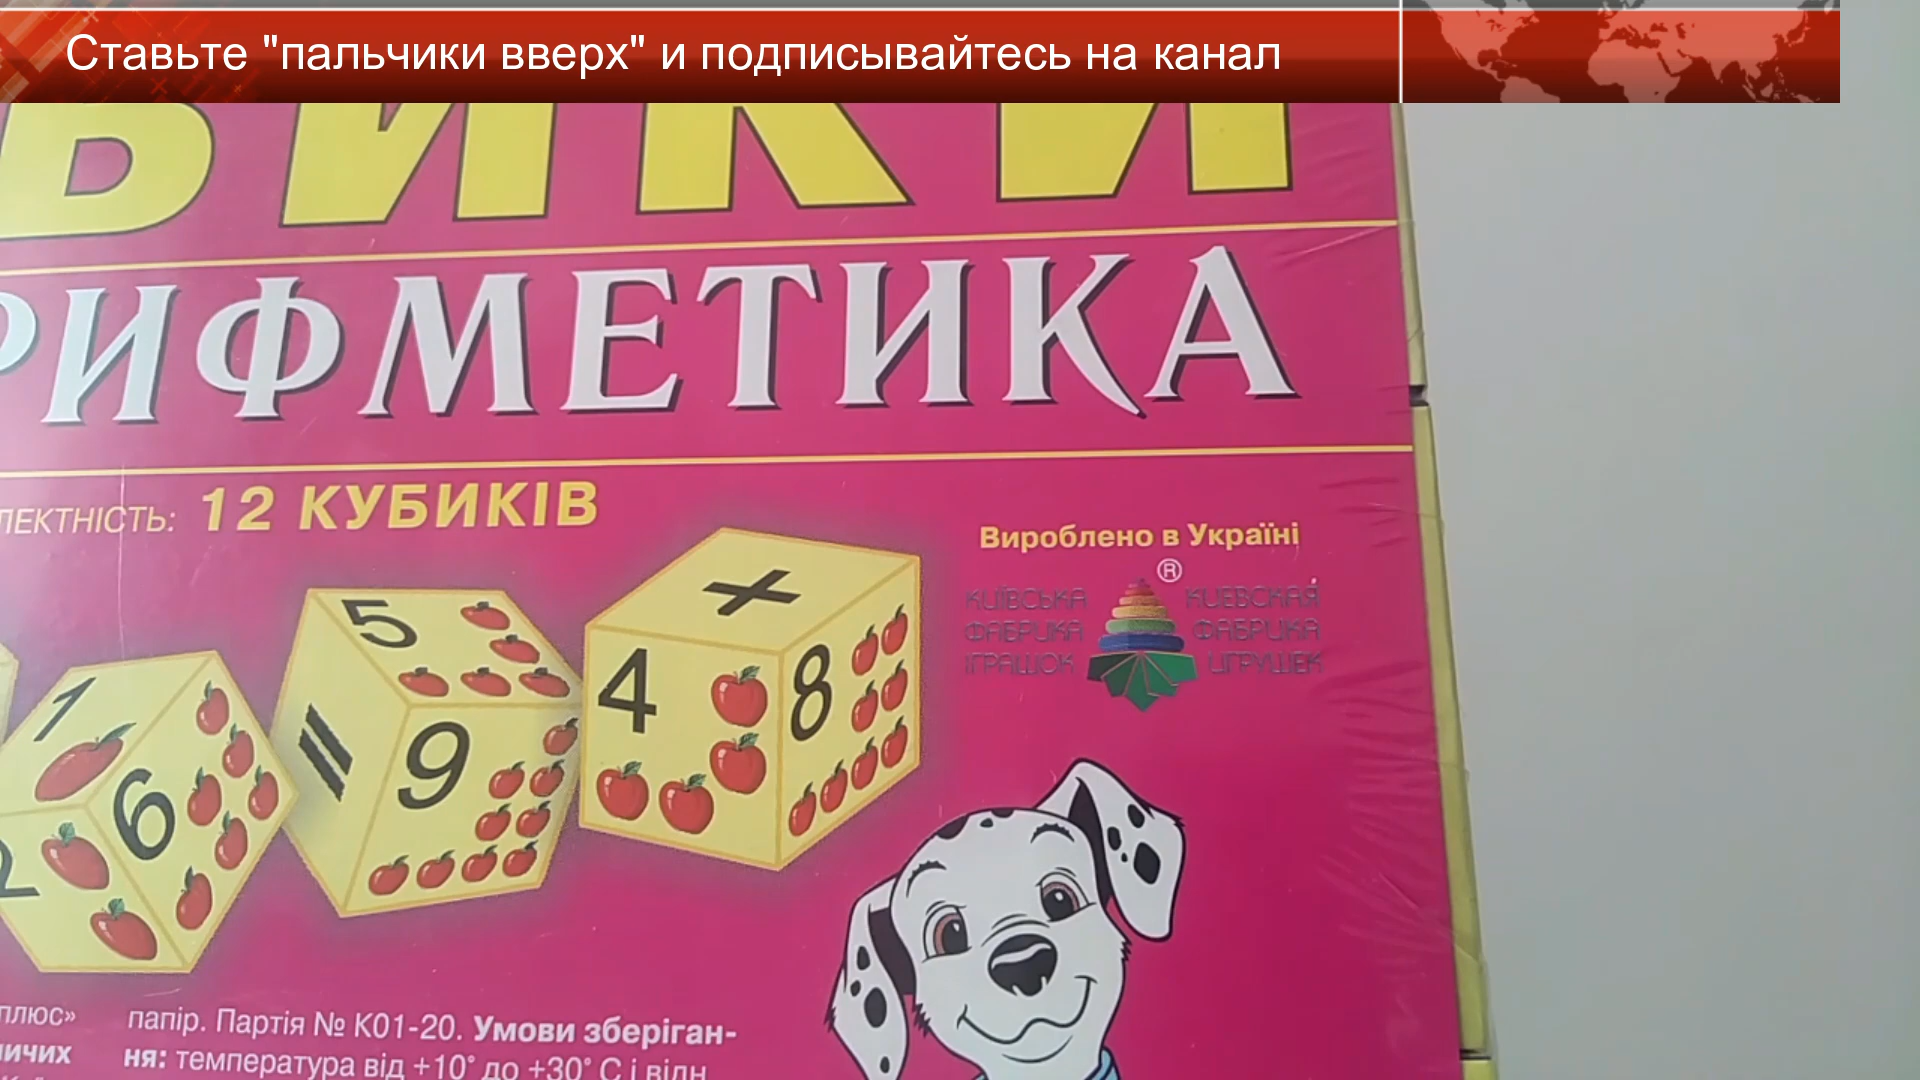 Ставьте "пальчики вверх" и подписывайтесь на канал
БИКИ
РИФМЕТИКА
ЛЕКТНІСТЬ: 12 КУБИКІВ
Вироблено в Україні
®
КИЇВСЬКА КИЕВСКАЯ
ФАБРИКА ФАБРИКА
ІГРАШОК ИГРУШЕК
5 +
1 = 9 4 8
6
2
плюс» папір. Партія № К01-20. Умови зберіган-
ня: температура від +10° до +30° С і відн